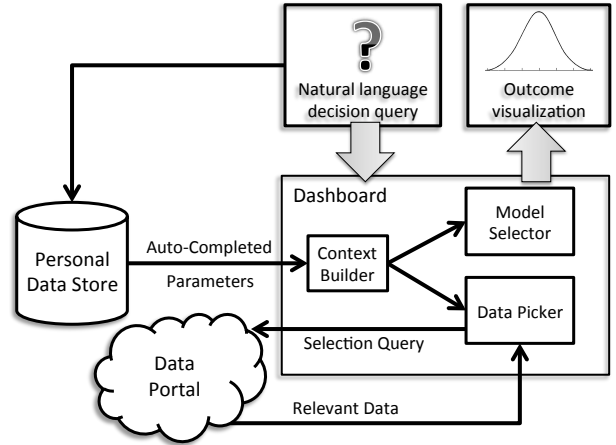 ?
Natural language
decision query
Outcome
visualization
Dashboard
Model
Selector
Personal
Data Store
Auto-Completed
Parameters
Context
Builder
Data Picker
Selection Query
Data
Portal
Relevant Data